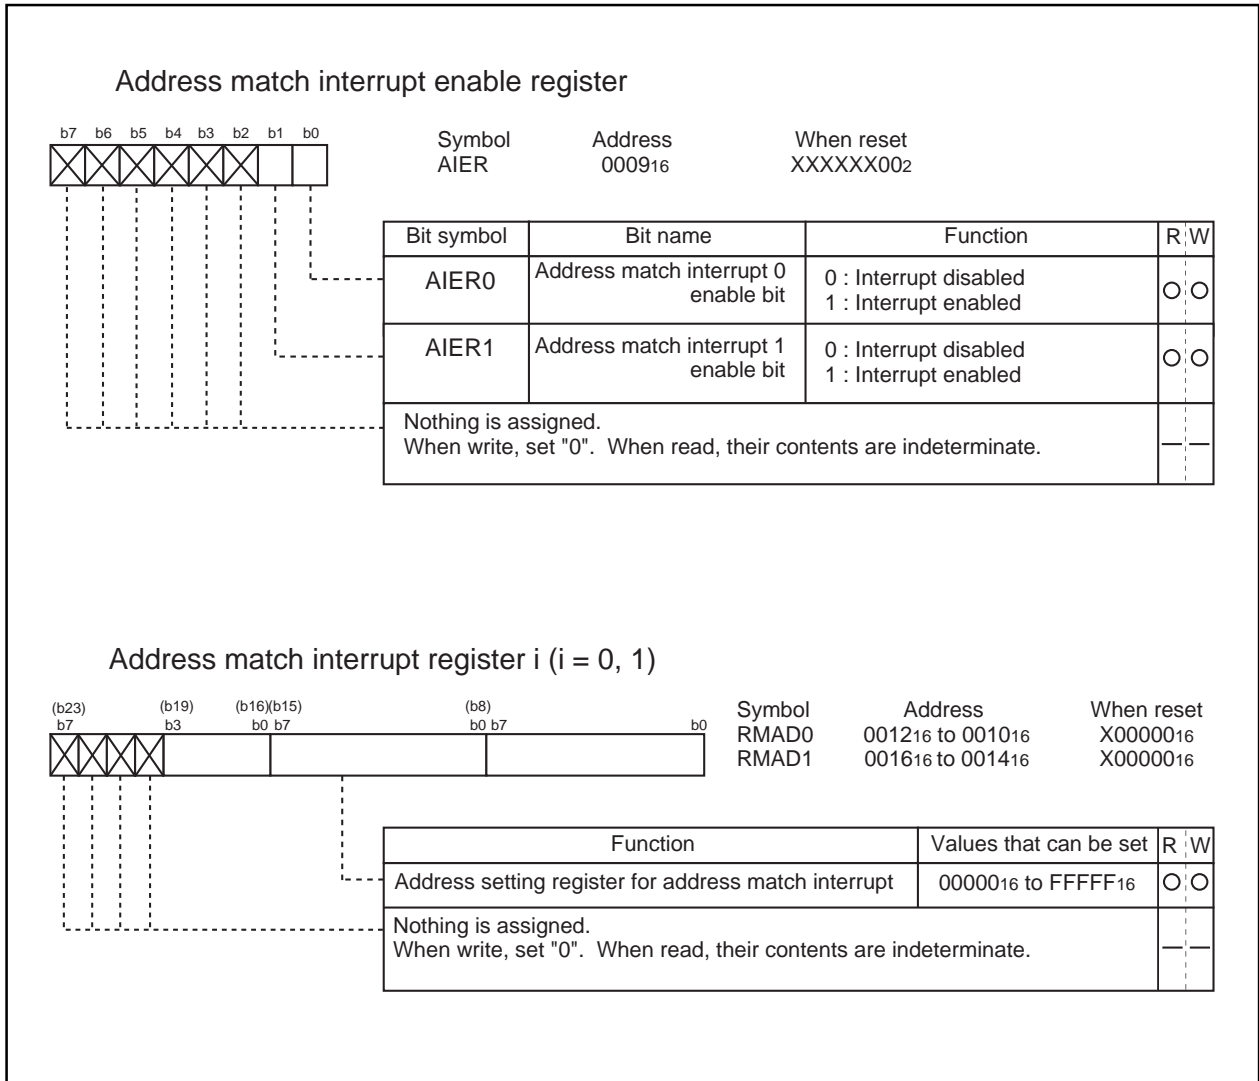 Address match interrupt enable register
b7 b6 b5 b4 b3 b2 b1 b0
Symbol Address When reset
AIER 000916 XXXXXX002
Bit symbol Bit name Function R W
AIER0 Address match interrupt 0 enable bit
0 : Interrupt disabled
1 : Interrupt enabled
AIER1 Address match interrupt 1 enable bit
0 : Interrupt disabled
1 : Interrupt enabled
Nothing is assigned.
When write, set "0". When read, their contents are indeterminate.
Address match interrupt register i (i = 0, 1)
(b23) (b19) (b16)(b15) (b8)
b7 b3 b0 b7 b0 b7 b0
Symbol Address When reset
RMAD0 001216 to 001016 X0000016
RMAD1 001616 to 001416 X0000016
Function Values that can be set R W
Address setting register for address match interrupt 0000016 to FFFFF16
Nothing is assigned.
When write, set "0". When read, their contents are indeterminate.